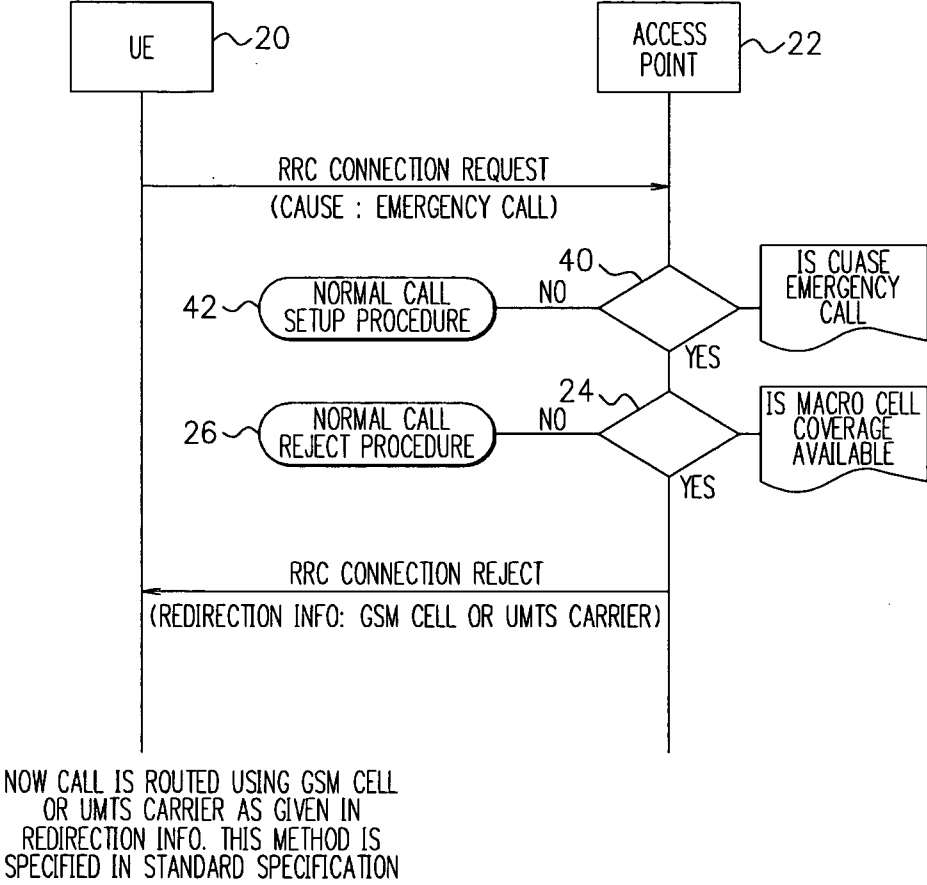 UE
20
ACCESS
POINT
22
RRC CONNECTION REQUEST
(CAUSE : EMERGENCY CALL)
40
IS CUASE
EMERGENCY
CALL
42
NORMAL CALL
SETUP PROCEDURE
NO
YES
24
IS MACRO CELL
COVERAGE
AVAILABLE
26
NORMAL CALL
REJECT PROCEDURE
NO
YES
RRC CONNECTION REJECT
(REDIRECTION INFO: GSM CELL OR UMTS CARRIER)
NOW CALL IS ROUTED USING GSM CELL
OR UMTS CARRIER AS GIVEN IN
REDIRECTION INFO. THIS METHOD IS
SPECIFIED IN STANDARD SPECIFICATION